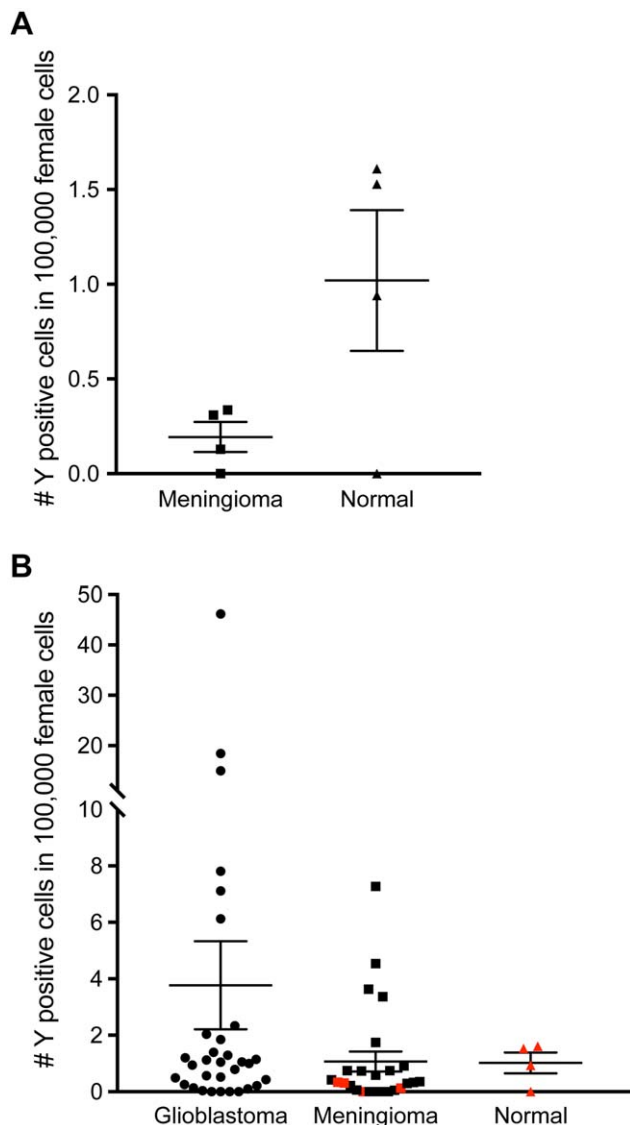 A
# Y positive cells in 100,000 female cells
2.0
1.5
1.0
0.5
0.0
Meningioma Normal
B
# Y positive cells in 100,000 female cells
50
40
30
20
10
8
6
4
2
0
Glioblastoma Meningioma Normal